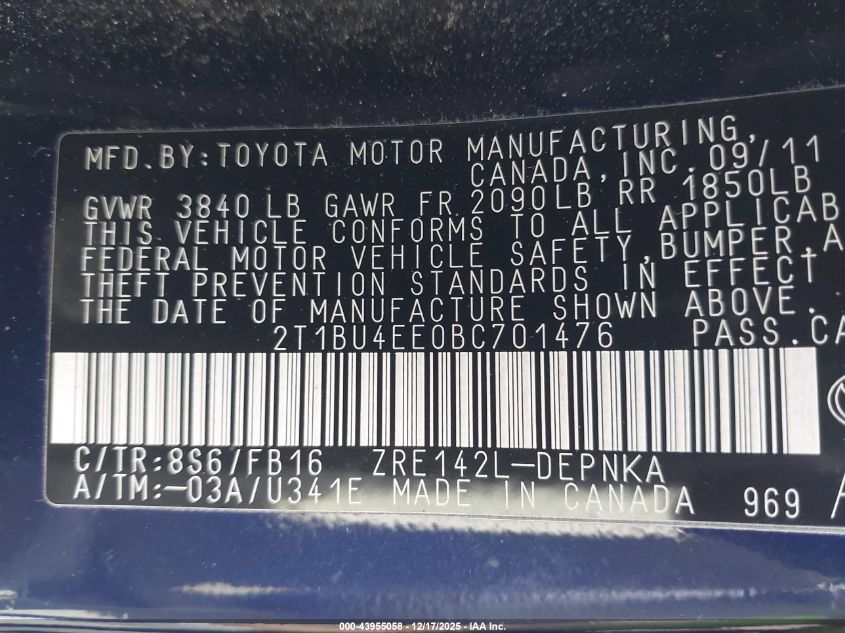 MFD.BY:TOYOTA MOTOR MANUFACTURING,
CANADA,INC.09/11
GVWR 3840 LB GAWR FR 2090LB RR 1850LB
THIS VEHICLE CONFORMS TO ALL APPLICAB
FEDERAL MOTOR VEHICLE SAFETY,BUMPER,A
THEFT PREVENTION STANDARDS IN EFFECT
THE DATE OF MANUFACTURE SHOWN ABOVE.
2T1BU4EE0BC701476 PASS.CA
C/TR:8S6/FB16 ZRE142L-DEPNKA
A/TM:-03A/U341E MADE IN CANADA 969 A
000-43955058 - 12/17/2025 - IAA Inc.